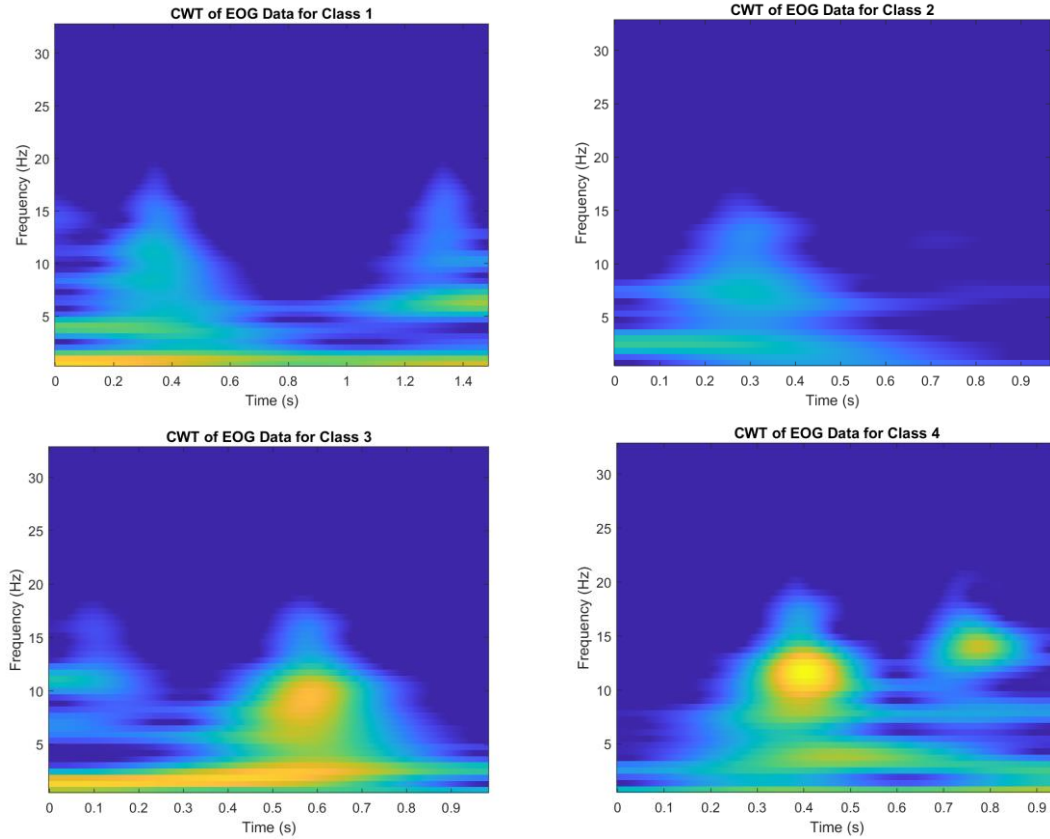 CWT of EOG Data for Class 1
30
25
20
15
10
5
Frequency (Hz)
0 0.2 0.4 0.6 0.8 1 1.2 1.4
Time (s)
CWT of EOG Data for Class 2
30
25
20
15
10
5
Frequency (Hz)
0 0.1 0.2 0.3 0.4 0.5 0.6 0.7 0.8 0.9
Time (s)
CWT of EOG Data for Class 3
30
25
20
15
10
5
Frequency (Hz)
0 0.1 0.2 0.3 0.4 0.5 0.6 0.7 0.8 0.9
Time (s)
CWT of EOG Data for Class 4
30
25
20
15
10
5
Frequency (Hz)
0 0.1 0.2 0.3 0.4 0.5 0.6 0.7 0.8 0.9
Time (s)